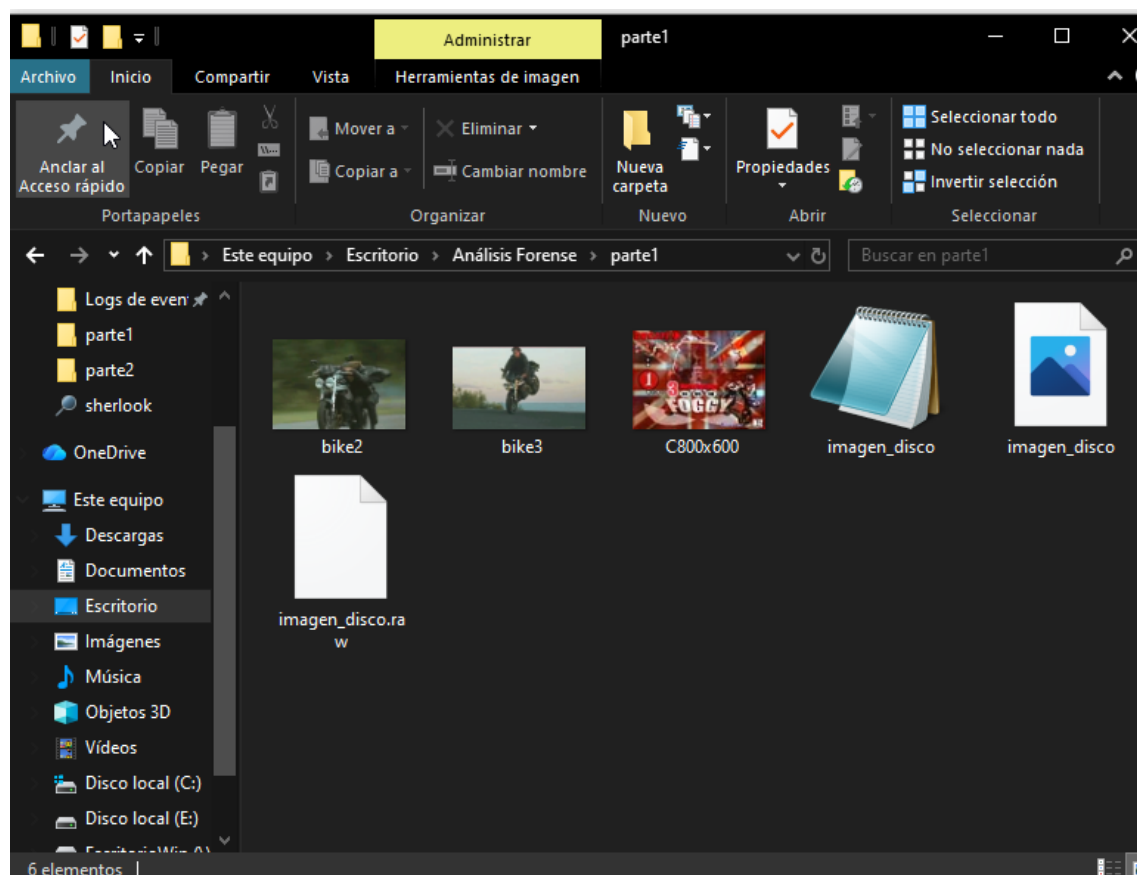 Administrar
parte1
Archivo
Inicio
Compartir
Vista
Herramientas de imagen
Anclar al
Acceso rápido
Copiar
Pegar
Mover a
Copiar a
Eliminar
Cambiar nombre
Nueva
carpeta
Propiedades
Seleccionar todo
No seleccionar nada
Invertir selección
Portapapeles
Organizar
Nuevo
Abrir
Seleccionar
Este equipo > Escritorio > Análisis Forense > parte1
Buscar en parte1
Logs de even
parte1
parte2
sherlook
OneDrive
Este equipo
Descargas
Documentos
Escritorio
Imágenes
Música
Objetos 3D
Vídeos
Disco local (C:)
Disco local (E:)
bike2
bike3
FOGGY
C800x600
imagen_disco
imagen_disco
imagen_disco.ra
w
6 elementos